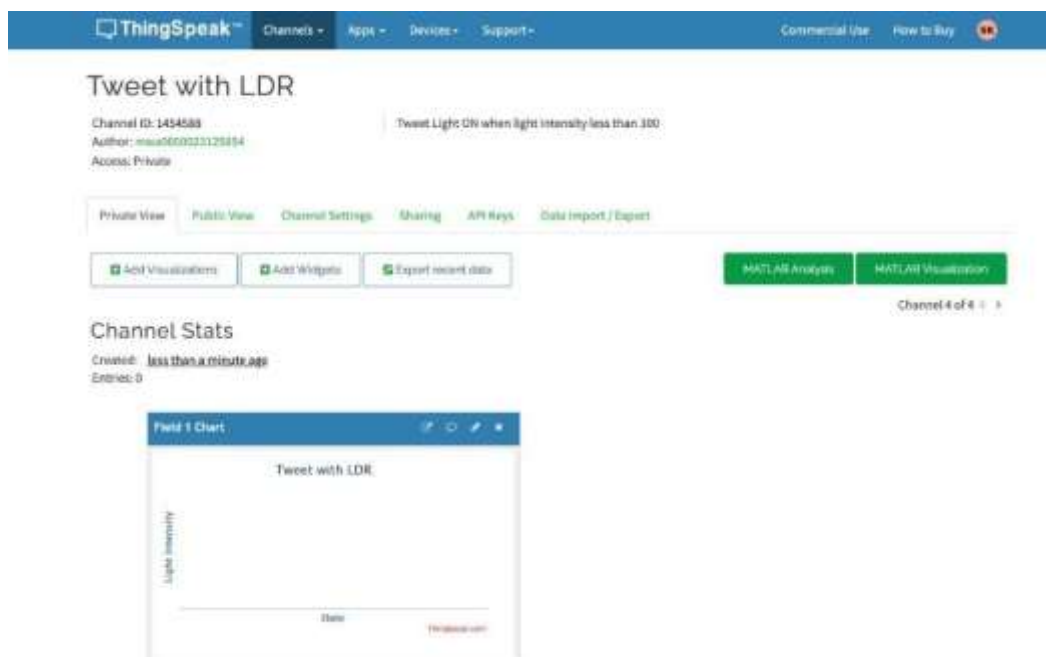 ThingSpeak™ Channels Apps Devices Support Commercial Use How to Buy
Tweet with LDR
Channel ID: 1454588
Tweet Light ON when light intensity less than 300
Author:
Access: Private
Private View Public View Channel Settings Sharing API Keys Data Import / Export
Add Visualizations Add Widgets Export recent data MATLAB Analysis MATLAB Visualization
Channel 4 of 4
Channel Stats
Created: less than a minute ago
Entries: 0
Field 1 Chart
Tweet with LDR
Light Intensity
Date
ThingSpeak.com